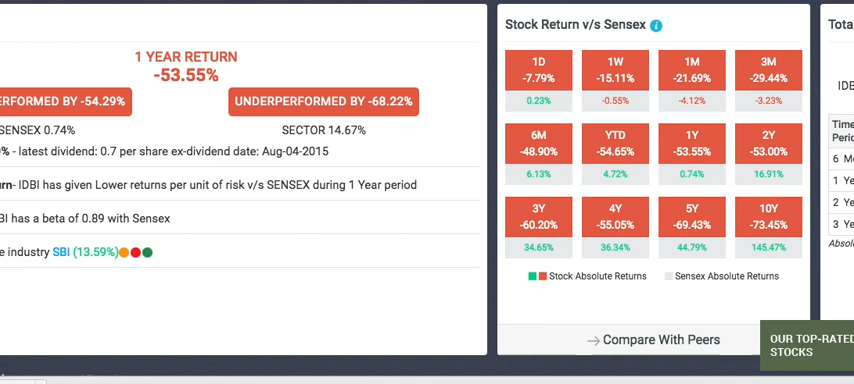 1 YEAR RETURN
-53.55%
ERFORMED BY -54.29%
UNDERPERFORMED BY -68.22%
SENSEX 0.74%
SECTOR 14.67%
% - latest dividend: 0.7 per share ex-dividend date: Aug-04-2015
urn- IDBI has given Lower returns per unit of risk v/s SENSEX during 1 Year period
BI has a beta of 0.89 with Sensex
e industry SBI (13.59%)
Stock Return v/s Sensex i
1D
1W
1M
3M
-7.79%
-15.11%
-21.69%
-29.44%
0.23%
-0.55%
-4.12%
-3.23%
6M
YTD
1Y
2Y
-48.90%
-54.65%
-53.55%
-53.00%
6.13%
4.72%
0.74%
16.91%
3Y
4Y
5Y
10Y
-60.20%
-55.05%
-69.43%
-73.45%
34.65%
36.34%
44.79%
145.47%
Stock Absolute Returns
Sensex Absolute Returns
Compare With Peers
Tota
IDB
Time
Perio
6 Mo
1 Ye
2 Ye
3 Ye
Absol
OUR TOP-RATED
STOCKS